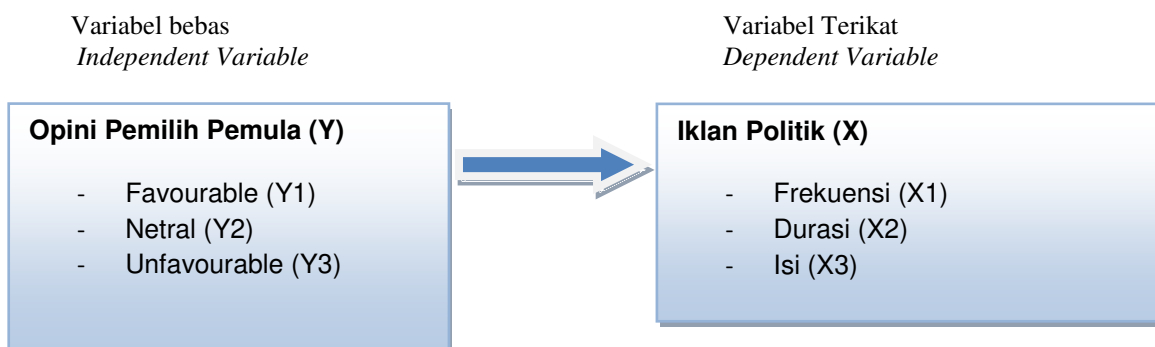 Variabel bebas
Independent Variable
Variabel Terikat
Dependent Variable
Opini Pemilih Pemula (Y)
- Favourable (Y1)
- Netral (Y2)
- Unfavourable (Y3)
Iklan Politik (X)
- Frekuensi (X1)
- Durasi (X2)
- Isi (X3)